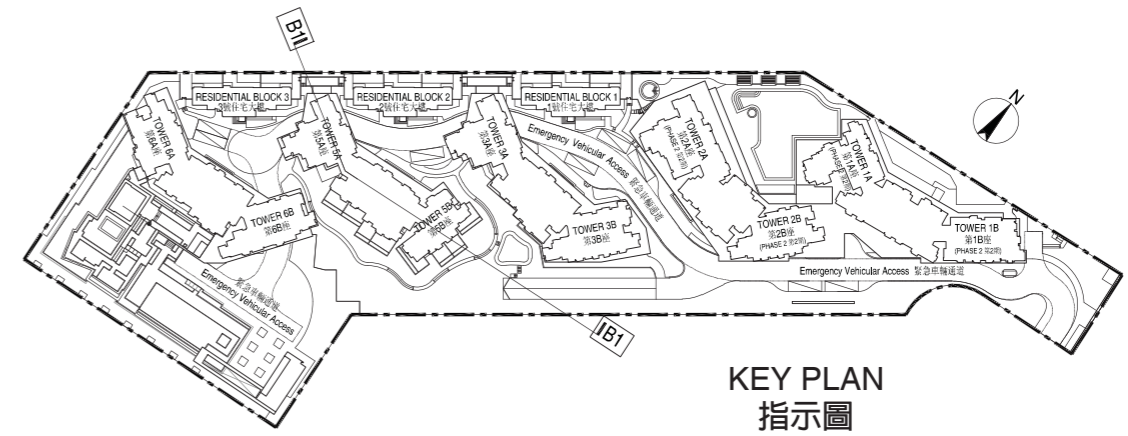 B1
N
RESIDENTIAL BLOCK 3
3號住宅大樓
RESIDENTIAL BLOCK 2
2號住宅大樓
RESIDENTIAL BLOCK 1
1號住宅大樓
TOWER 6A
第6A座
TOWER 5A
第5A座
TOWER 3A
第3A座
TOWER 2A
第2A座
(PHASE 2 第2期)
TOWER 1A
第1A座
(PHASE 2 第2期)
Emergency Vehicular Access 緊急車輛通道
TOWER 6B
第6B座
TOWER 5B
第5B座
TOWER 3B
第3B座
TOWER 2B
第2B座
(PHASE 2 第2期)
TOWER 1B
第1B座
(PHASE 2 第2期)
Emergency Vehicular Access 緊急車輛通道
緊急車輛通道
Emergency Vehicular Access
B1
KEY PLAN
指示圖